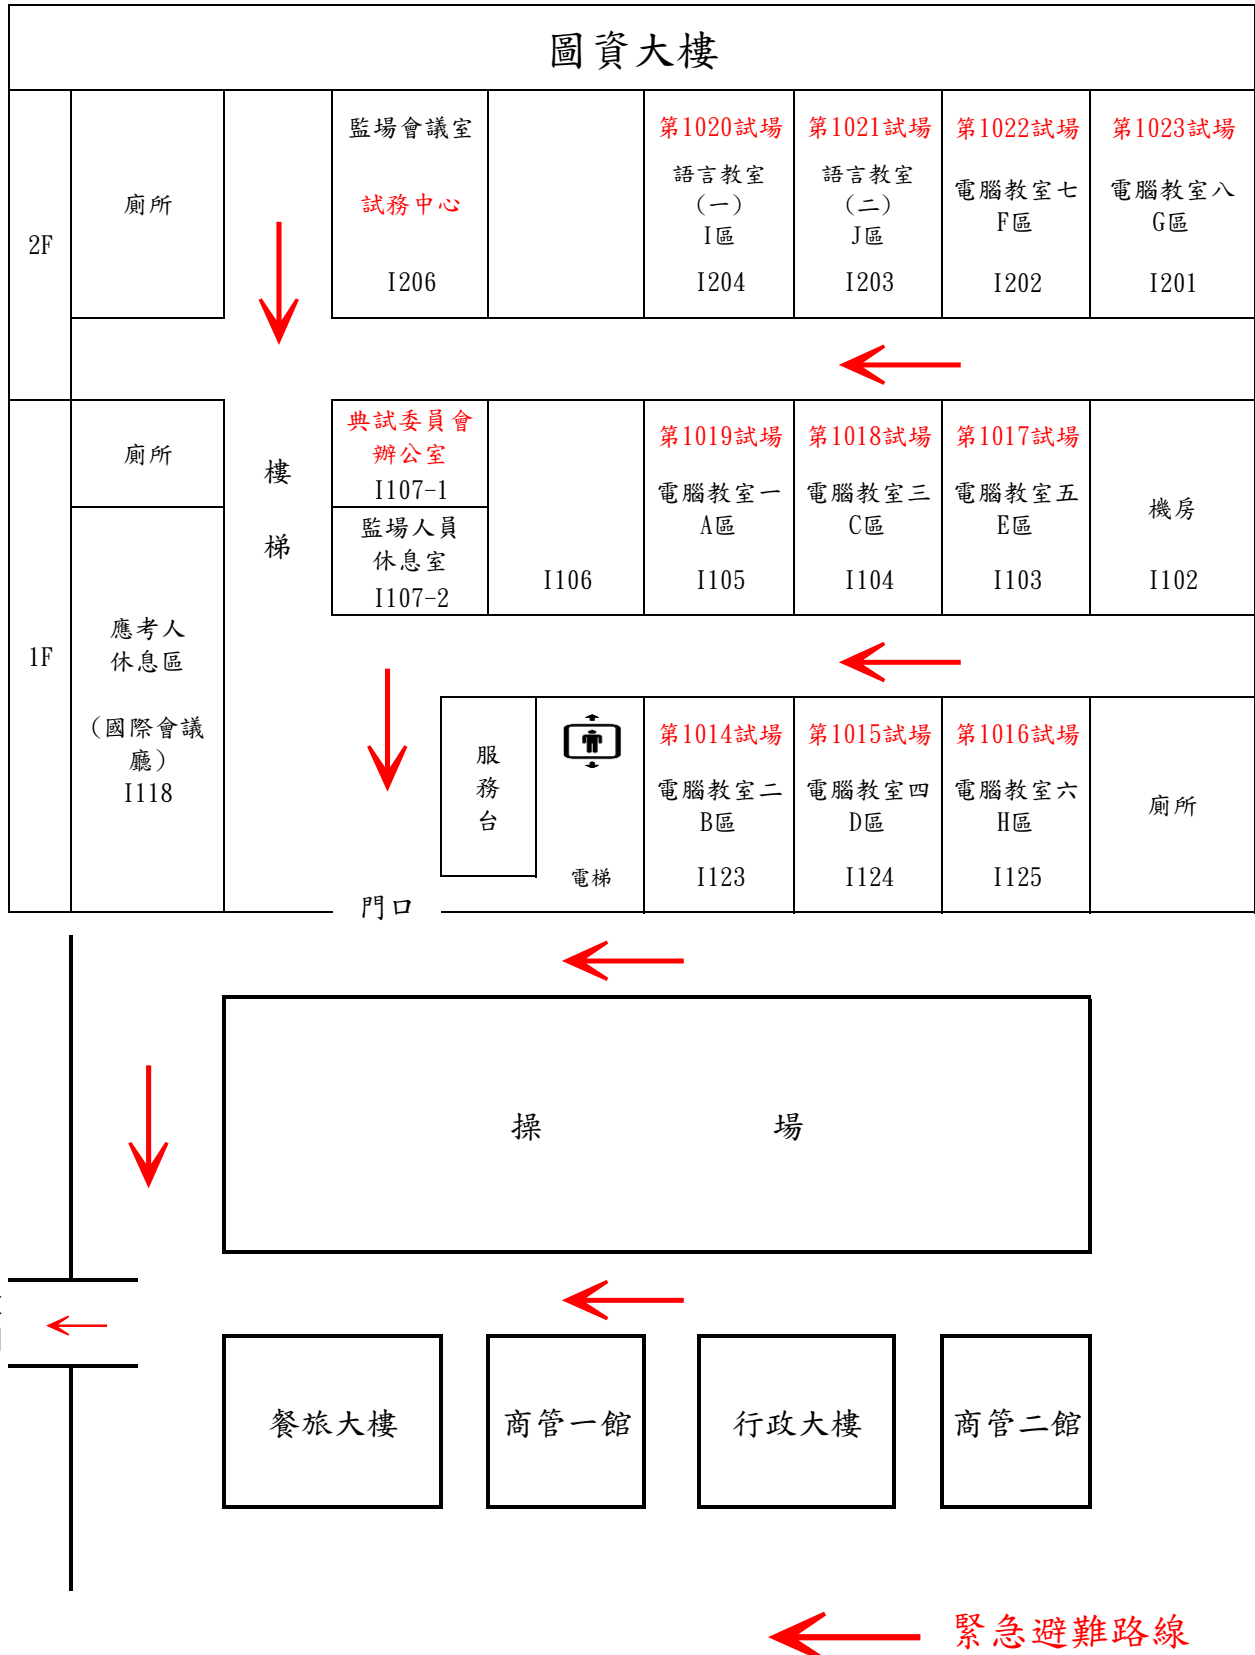 圖資大樓
2F
廁所
監場會議室
試務中心
I206
第1020試場
語言教室
(一)
I區
I204
第1021試場
語言教室
(二)
J區
I203
第1022試場
電腦教室七
F區
I202
第1023試場
電腦教室八
G區
I201
1F
廁所
樓
梯
典試委員會
辦公室
I107-1
監場人員
休息室
I107-2
I106
第1019試場
電腦教室一
A區
I105
第1018試場
電腦教室三
C區
I104
第1017試場
電腦教室五
E區
I103
機房
I102
應考人
休息區
(國際會議
廳)
I118
服
務
台
電梯
第1014試場
電腦教室二
B區
I123
第1015試場
電腦教室四
D區
I124
第1016試場
電腦教室六
H區
I125
廁所
門口
操 場
餐旅大樓
商管一館
行政大樓
商管二館
緊急避難路線